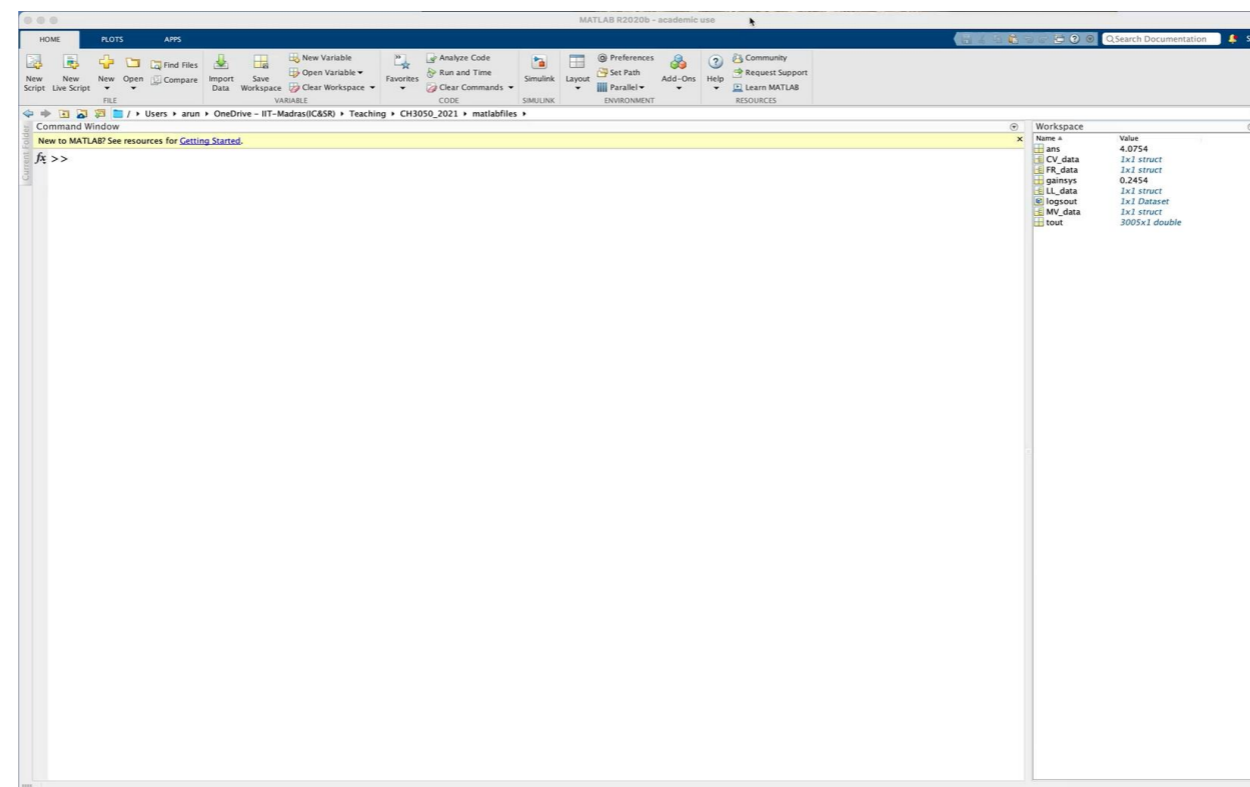 MATLAB R2020b - academic use
HOME PLOTS APPS
Search Documentation
New Script
New Live Script
New
Open
Find Files
Compare
FILE
Import Data
Save Workspace
New Variable
Open Variable
Clear Workspace
VARIABLE
Favorites
Analyze Code
Run and Time
Clear Commands
CODE
Simulink
SIMULINK
Layout
Preferences
Set Path
Parallel
Add-Ons
ENVIRONMENT
Help
Community
Request Support
Learn MATLAB
RESOURCES
/ Users arun OneDrive - IIT-Madras(IC&SR) Teaching CH3050_2021 matlabfiles
Current Folder
Command Window
New to MATLAB? See resources for Getting Started.
fx >>
Workspace
Name Value
ans 4.0754
CV_data 1x1 struct
FR_data 1x1 struct
gainsys 0.2454
LL_data 1x1 struct
logsout 1x1 Dataset
MV_data 1x1 struct
tout 3005x1 double